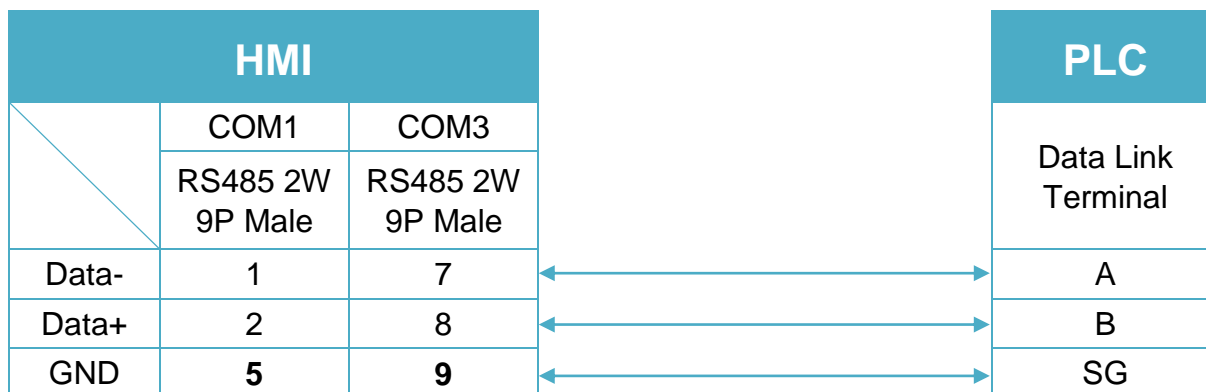 HMI PLC
COM1 COM3
RS485 2W RS485 2W
9P Male 9P Male
Data Link
Terminal
Data- 1 7 A
Data+ 2 8 B
GND 5 9 SG